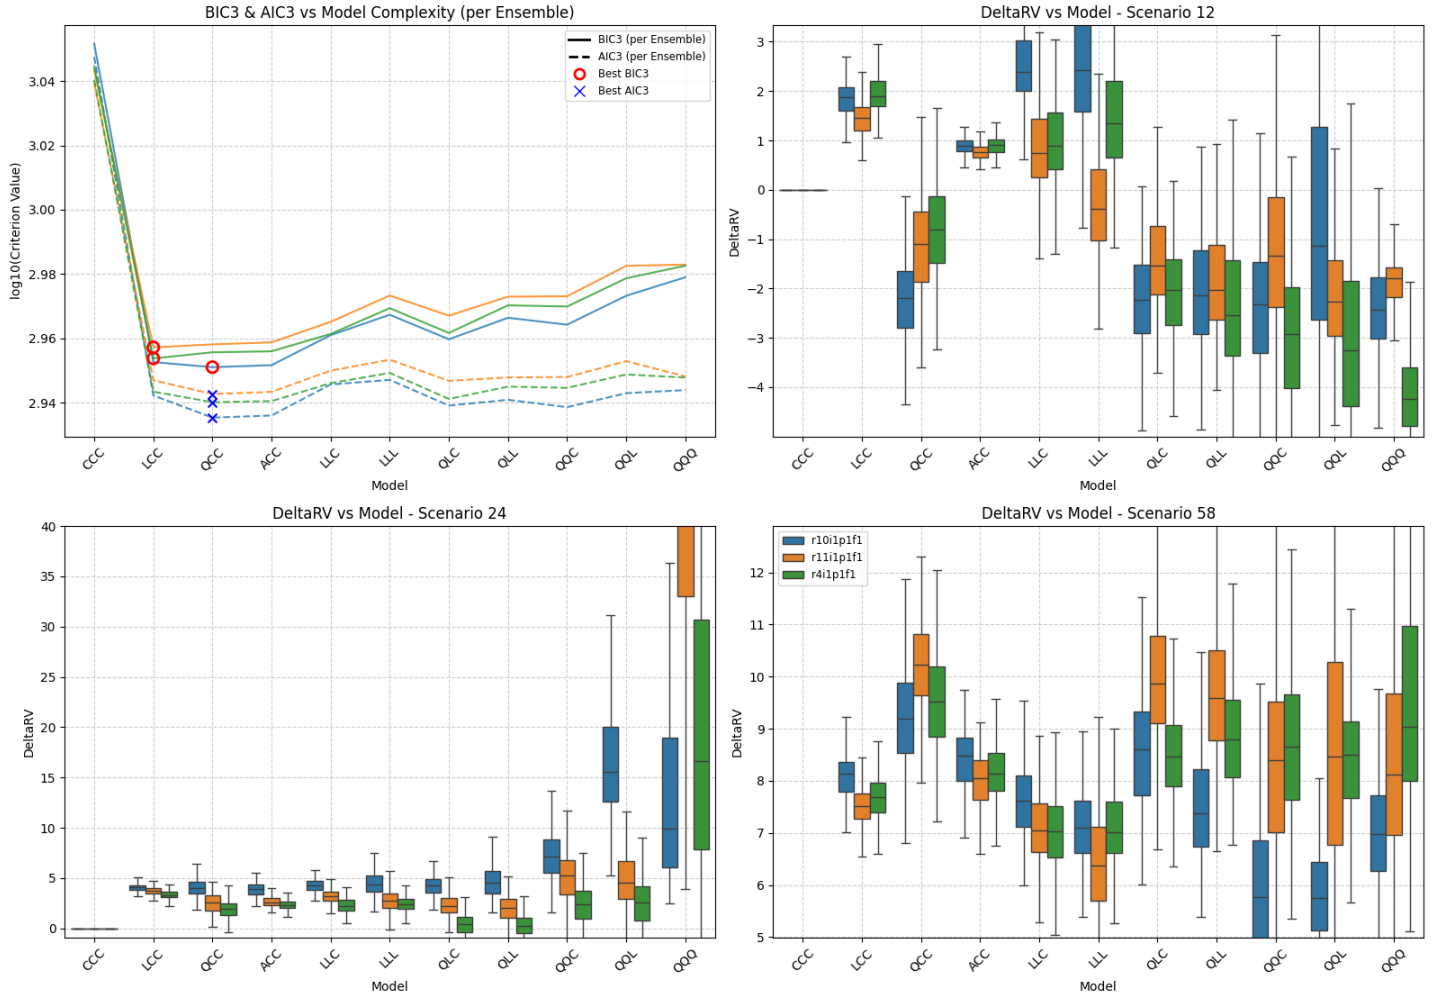 BIC3 & AIC3 vs Model Complexity (per Ensemble)
log10(Criterion Value)
3.04
3.02
3.00
2.98
2.96
2.94
BIC3 (per Ensemble)
AIC3 (per Ensemble)
Best BIC3
Best AIC3
CCC LCC QCC ACC LLC LLL QLC QLL QQC QQL QQQ
Model
DeltaRV vs Model - Scenario 12
DeltaRV
3
2
1
0
−1
−2
−3
−4
CCC LCC QCC ACC LLC LLL QLC QLL QQC QQL QQQ
Model
DeltaRV vs Model - Scenario 24
DeltaRV
40
35
30
25
20
15
10
5
0
CCC LCC QCC ACC LLC LLL QLC QLL QQC QQL QQQ
Model
DeltaRV vs Model - Scenario 58
DeltaRV
12
11
10
9
8
7
6
5
r10i1p1f1
r11i1p1f1
r4i1p1f1
CCC LCC QCC ACC LLC LLL QLC QLL QQC QQL QQQ
Model